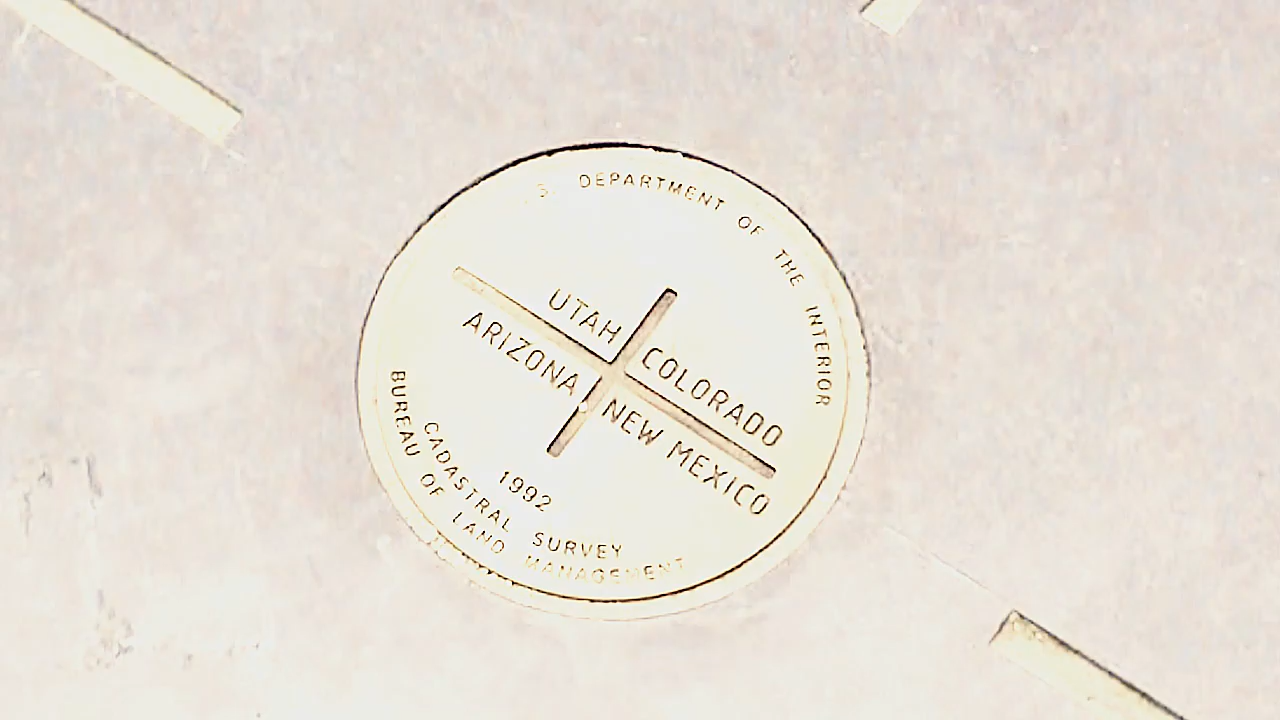 U.S. DEPARTMENT OF THE INTERIOR
UTAH COLORADO
ARIZONA NEW MEXICO
1992
CADASTRAL SURVEY
BUREAU OF LAND MANAGEMENT